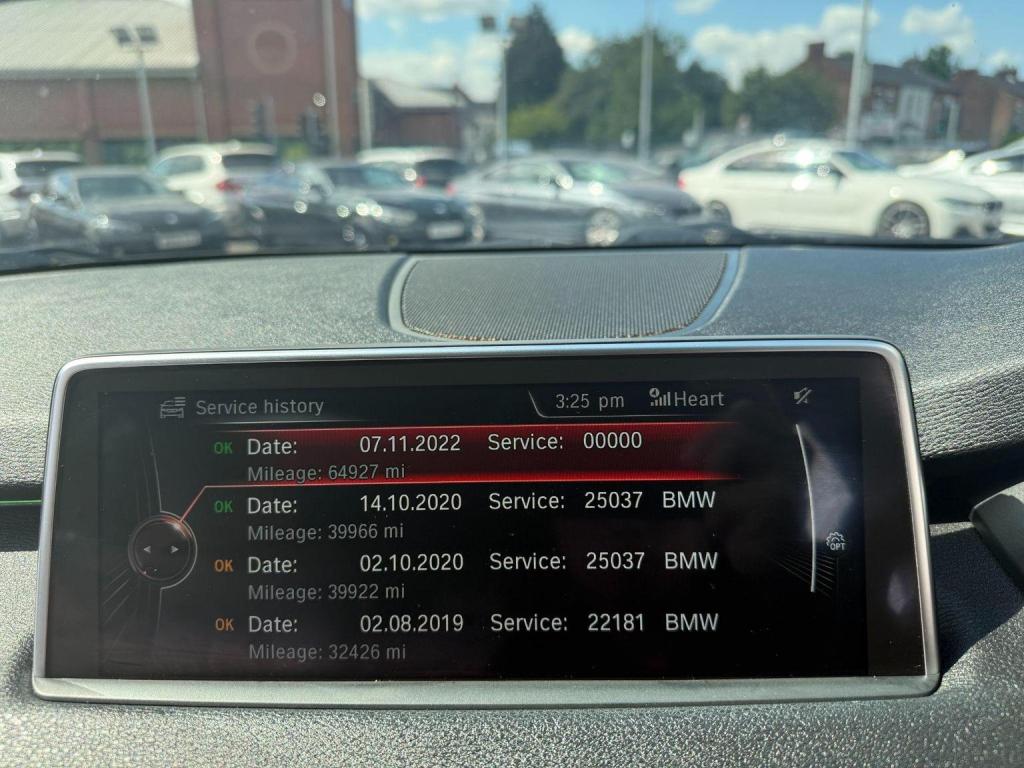 Service history 3:25 pm Heart
OK Date: 07.11.2022 Service: 00000
Mileage: 64927 mi
OK Date: 14.10.2020 Service: 25037 BMW
Mileage: 39966 mi
OK Date: 02.10.2020 Service: 25037 BMW
Mileage: 39922 mi
OK Date: 02.08.2019 Service: 22181 BMW
Mileage: 32426 mi
OPT